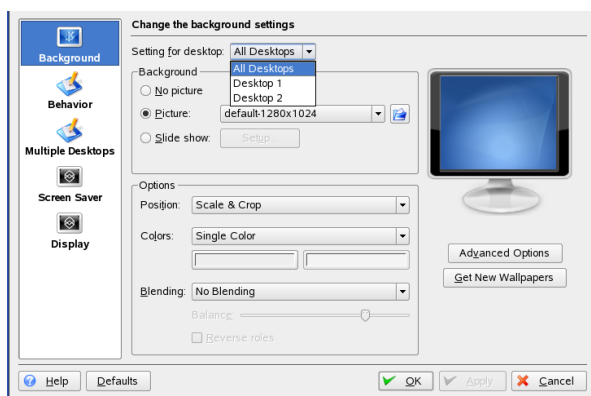 Change the background settings
Background
Behavior
Multiple Desktops
Screen Saver
Display
Setting for desktop: All Desktops
All Desktops
Desktop 1
Desktop 2
Background
No picture
Picture: default-1280x1024
Slide show: Setup...
Options
Position: Scale & Crop
Colors: Single Color
Blending: No Blending
Balance:
Reverse roles
Advanced Options
Get New Wallpapers
Help Defaults OK Apply Cancel